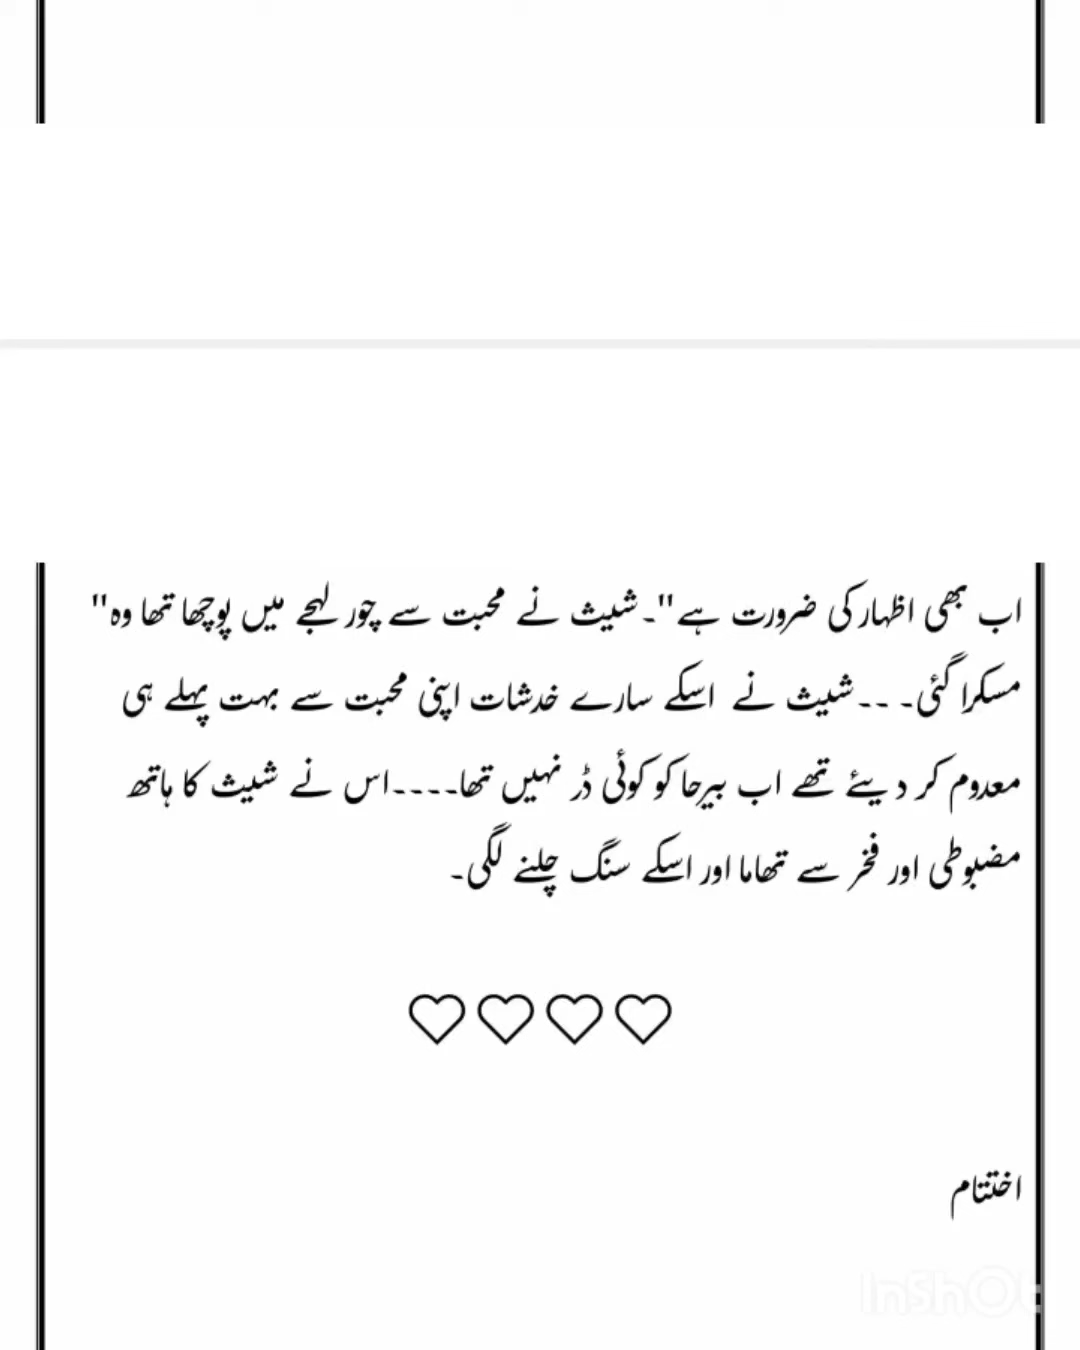 اب بھی اظہار کی ضرورت ہے"۔ شیث نے محبت سے چور لہجے میں پوچھا تھا وہ"
مسکرا گئی۔ ۔۔۔شیث نے اسکے سارے خدشات اپنی محبت سے بہت پہلے ہی
معدوم کر دیئے تھے اب بیرحا کو کوئی ڈر نہیں تھا۔۔۔۔اس نے شیث کا ہاتھ
مضبوطی اور فخر سے تھاما اور اسکے سنگ چلنے لگی۔
♡♡♡♡
اختتام
InShOt